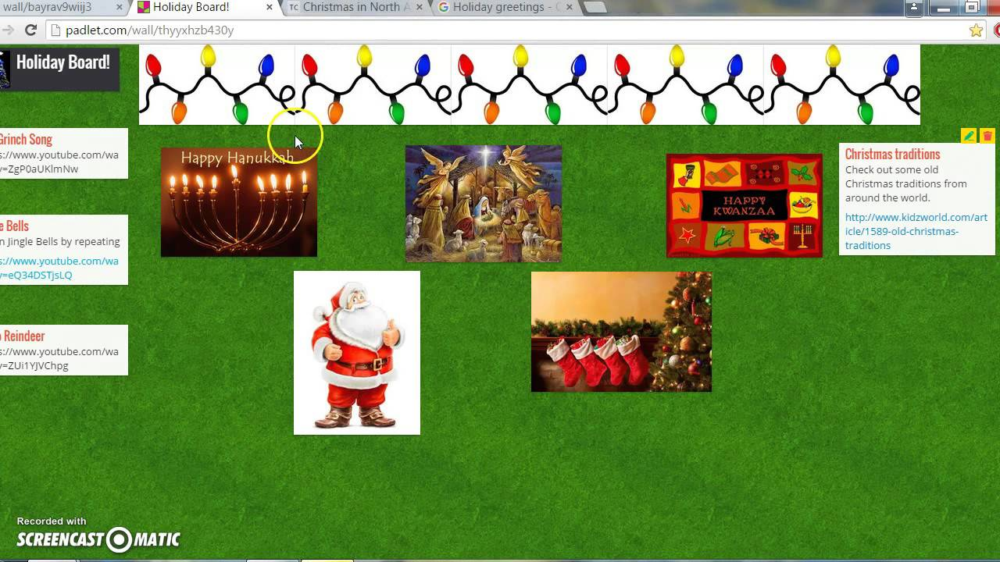 wall/bayrav9wiij3
Holiday Board!
TC Christmas in North A
Holiday greetings - G
padlet.com/wall/thyyxhzb430y
Holiday Board!
Grinch Song
s://www.youtube.com/wa
y=ZgP0aUKlmNw
e Bells
n Jingle Bells by repeating
s://www.youtube.com/wa
y=eQ34DSTjsLQ
o Reindeer
s://www.youtube.com/wa
y=ZUi1YJVChpg
Happy Hanukkah
HAPPY
KWANZAA
Christmas traditions
Check out some old
Christmas traditions from
around the world.
http://www.kidzworld.com/art
icle/1589-old-christmas-
traditions
Recorded with
SCREENCAST MATIC